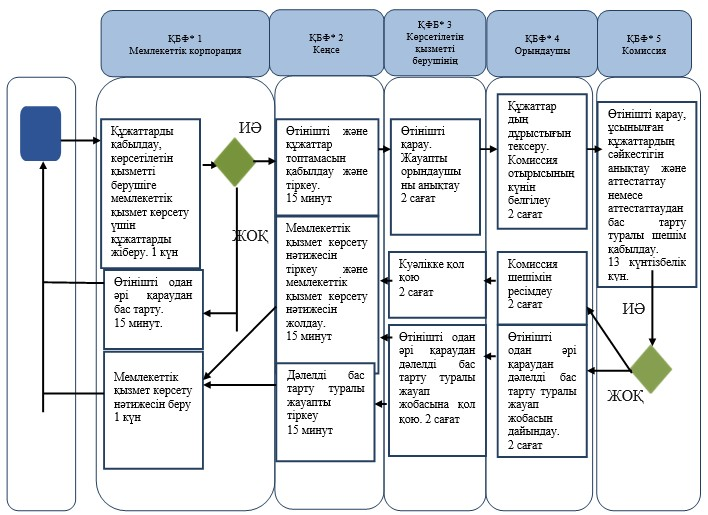 ҚБФ* 1
Мемлекеттік корпорация
ҚБФ* 2
Кеңсе
ҚФБ* 3
Көрсетілетін
қызметті
берушінің
ҚБФ* 4
Орындаушы
ҚБФ* 5
Комиссия
Құжаттарды
қабылдау,
көрсетілетін
қызметті
берушіге
мемлекеттік
қызмет көрсету
үшін
құжаттарды
жіберу. 1 күн
ИӘ
ЖОҚ
Өтінішті одан
әрі қараудан
бас тарту.
15 минут.
Мемлекеттік
қызмет көрсету
нәтижесін беру
1 күн
Өтінішті және
құжаттар
топтамасын
қабылдау және
тіркеу.
15 минут
Мемлекеттік
қызмет көрсету
нәтижесін
тіркеу және
мемлекеттік
қызмет көрсету
нәтижесін
жолдау.
15 минут
Дәлелді бас
тарту туралы
жауапты
тіркеу
15 минут
Өтінішті
қарау.
Жауапты
орындаушы
ны анықтау
2 сағат
Куәлікке қол
қою
2 сағат
Өтінішті одан
әрі қараудан
дәлелді бас
тарту туралы
жауап
жобасына қол
қою. 2 сағат
Құжаттар
дың
дұрыстығын
тексеру.
Комиссия
отырысының
күнін
белгілеу
2 сағат
Комиссия
шешімін
ресімдеу
2 сағат
Өтінішті
одан әрі
қараудан
дәлелді бас
тарту туралы
жауап
жобасын
дайындау.
2 сағат
Өтінішті қарау,
ұсынылған
құжаттардың
сәйкестігін
анықтау және
аттестаттау
немесе
аттестаттаудан
бас тарту
туралы шешім
қабылдау.
13 күнтізбелік
күн.
ИӘ
ЖОҚ